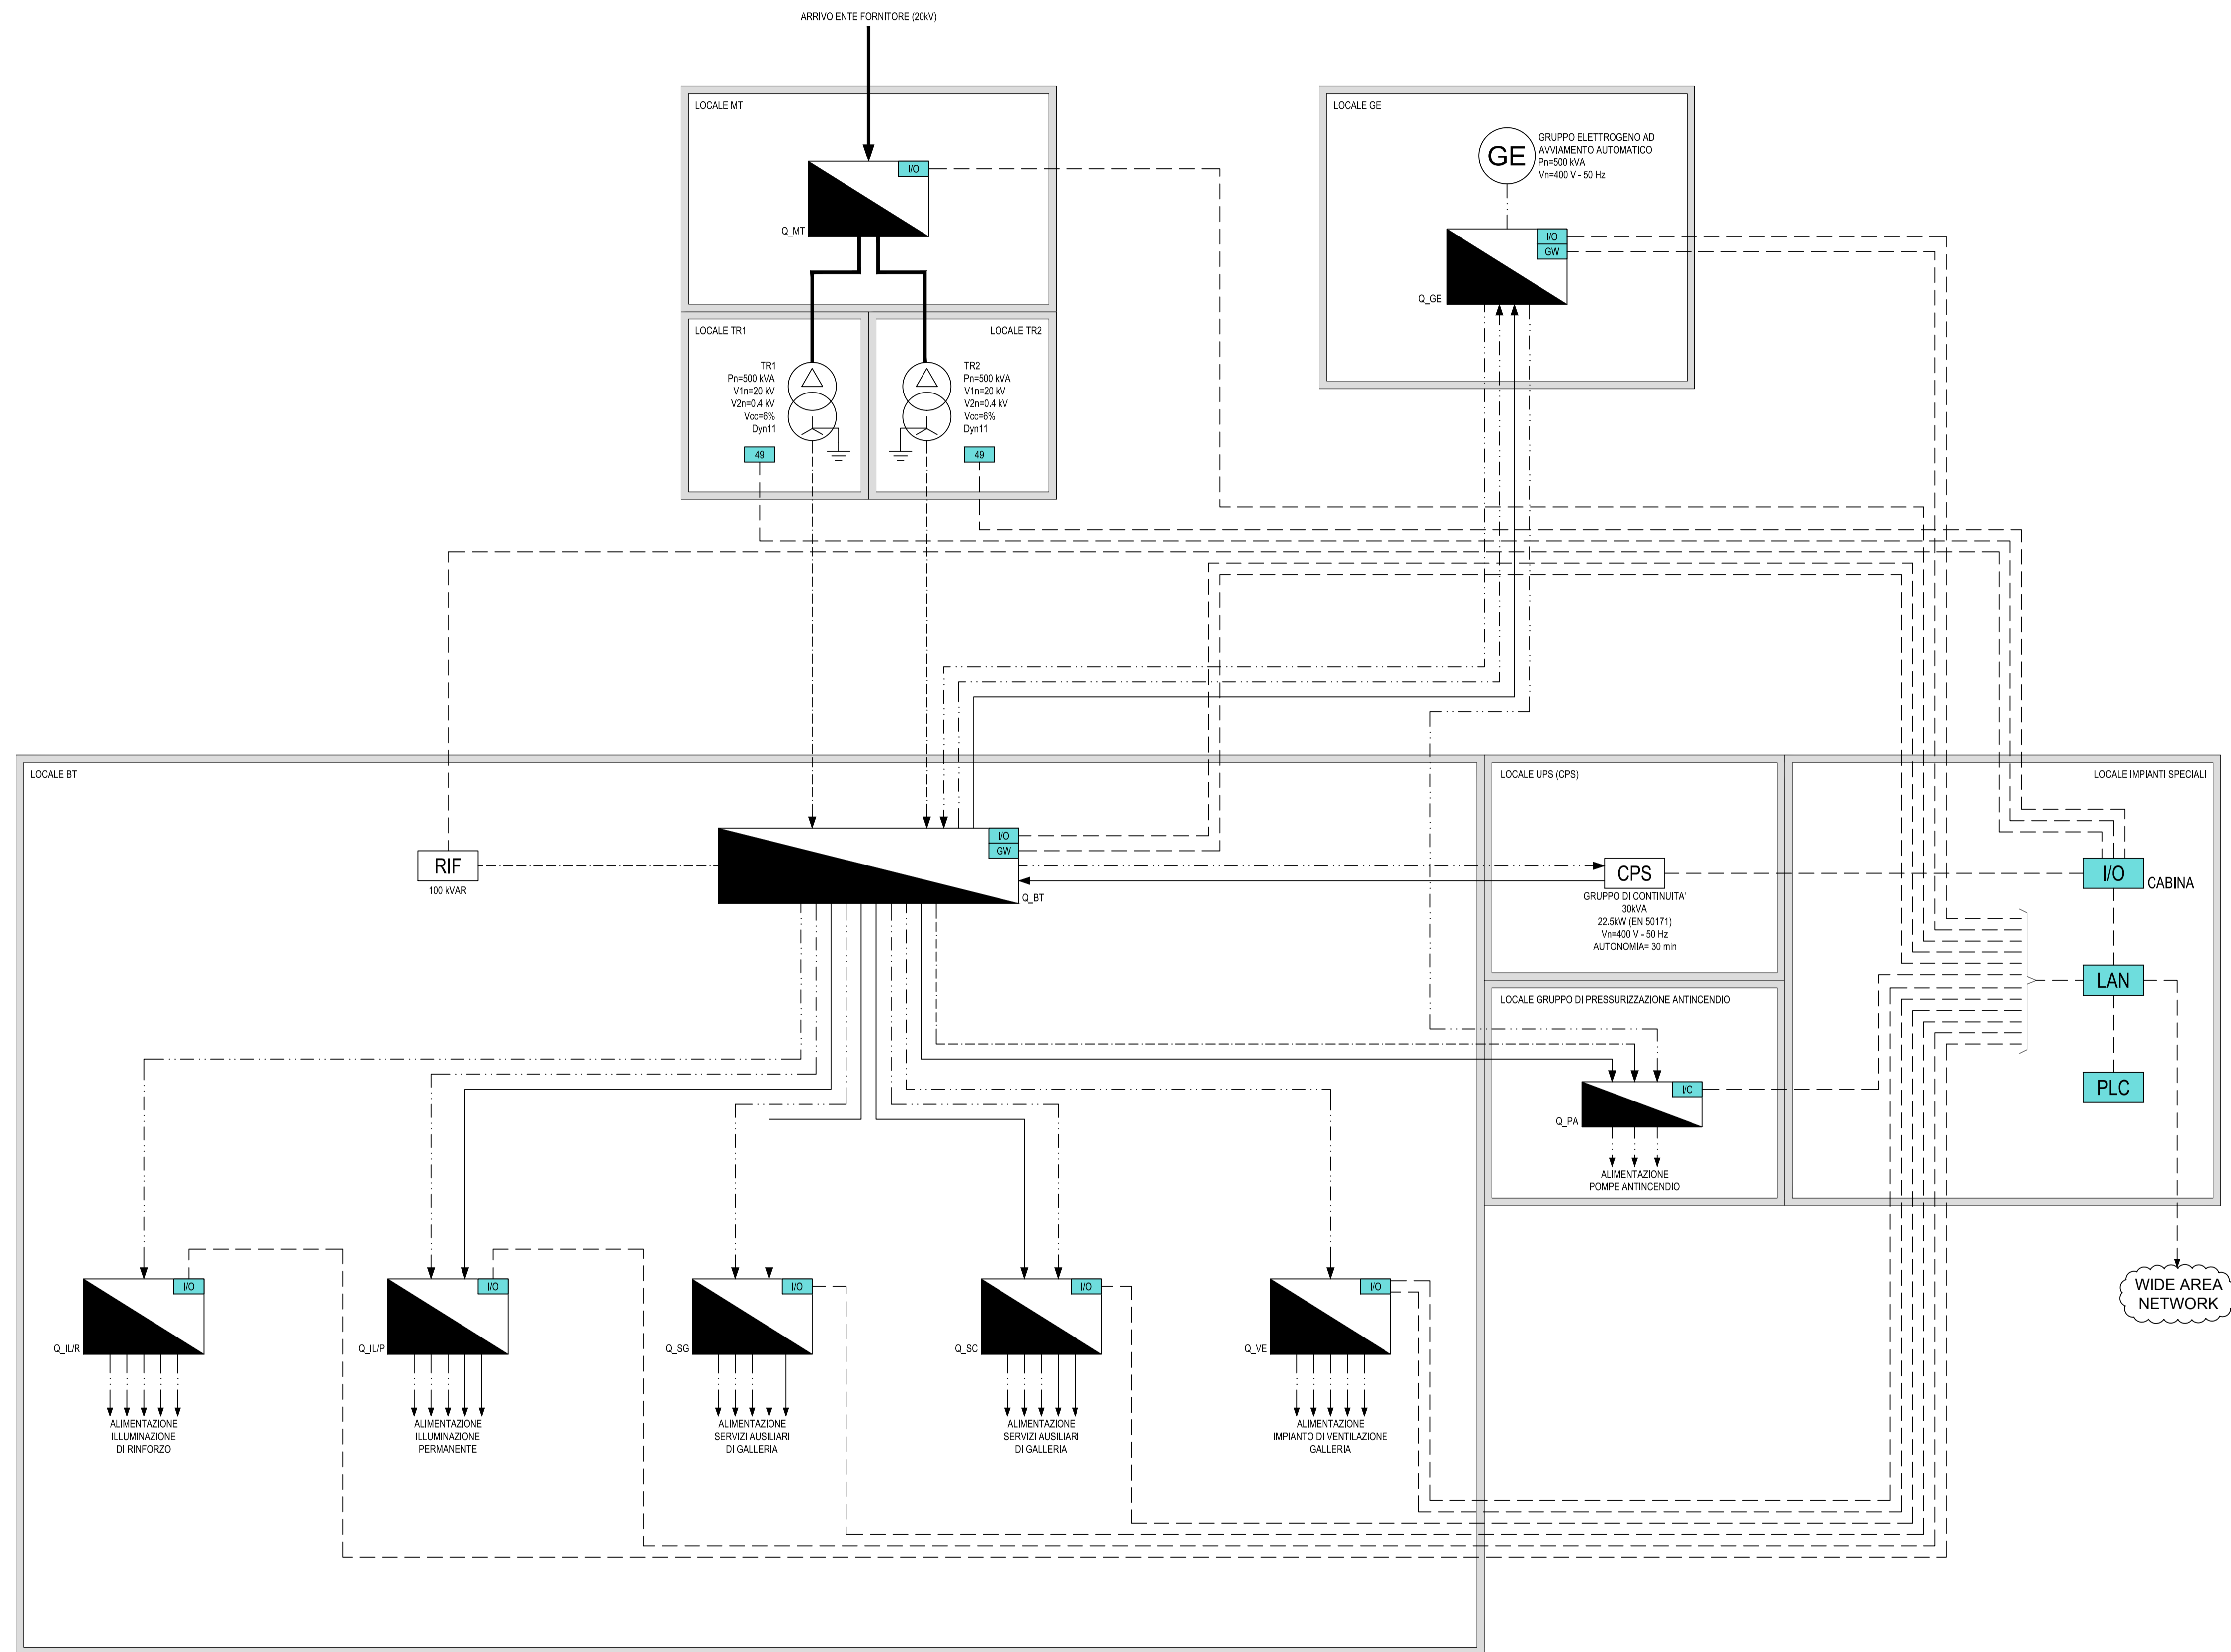 ARRIVO ENTE FORNITORE (20kV)
LOCALE MT
I/O
Q_MT
LOCALE GE
GE
GRUPPO ELETTROGENO AD
AVVIAMENTO AUTOMATICO
Pn=500 kVA
Vn=400 V - 50 Hz
I/O
GW
Q_GE
LOCALE TR1
TR1
Pn=500 kVA
V1n=20 kV
V2n=0.4 kV
Vcc=6%
Dyn11
49
LOCALE TR2
TR2
Pn=500 kVA
V1n=20 kV
V2n=0.4 kV
Vcc=6%
Dyn11
49
LOCALE BT
RIF
100 kVAR
I/O
GW
Q_BT
LOCALE UPS (CPS)
CPS
GRUPPO DI CONTINUITA'
30kVA
22.5kW (EN 50171)
Vn=400 V - 50 Hz
AUTONOMIA= 30 min
LOCALE IMPIANTI SPECIALI
I/O
CABINA
LAN
PLC
LOCALE GRUPPO DI PRESSURIZZAZIONE ANTINCENDIO
I/O
Q_PA
ALIMENTAZIONE
POMPE ANTINCENDIO
WIDE AREA
NETWORK
I/O
Q_IL/R
ALIMENTAZIONE
ILLUMINAZIONE
DI RINFORZO
I/O
Q_IL/P
ALIMENTAZIONE
ILLUMINAZIONE
PERMANENTE
I/O
Q_SG
ALIMENTAZIONE
SERVIZI AUSILIARI
DI GALLERIA
I/O
Q_SC
ALIMENTAZIONE
SERVIZI AUSILIARI
DI GALLERIA
I/O
Q_VE
ALIMENTAZIONE
IMPIANTO DI VENTILAZIONE
GALLERIA